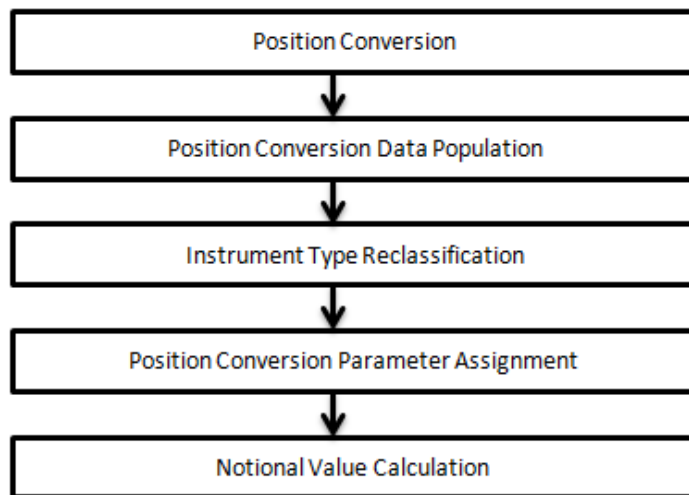 Position Conversion
Position Conversion Data Population
Instrument Type Reclassification
Position Conversion Parameter Assignment
Notional Value Calculation